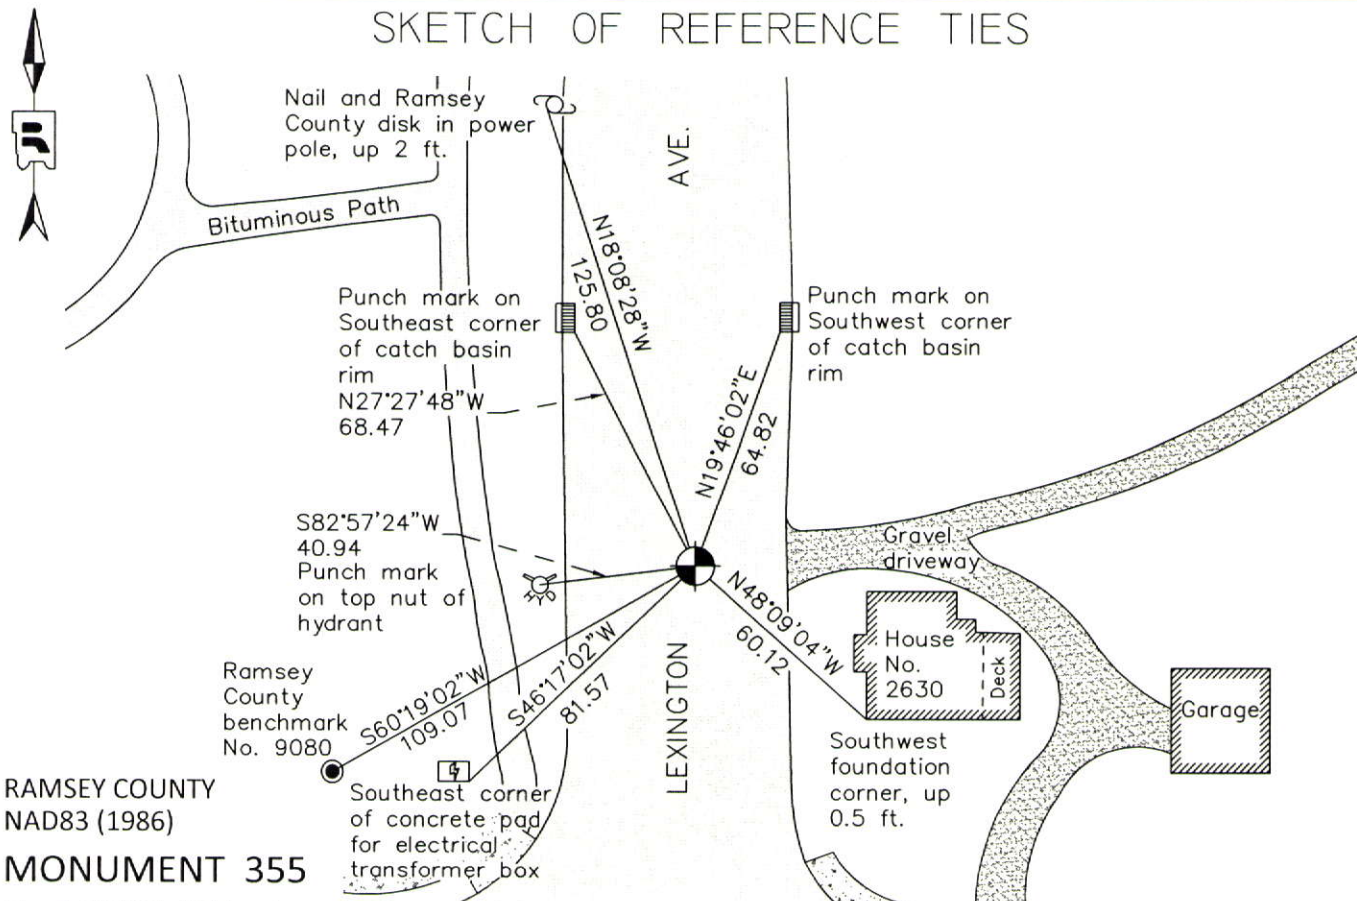 SKETCH OF REFERENCE TIES
Nail and Ramsey
County disk in power
pole, up 2 ft.
AVE.
Bituminous Path
N18°08'28"W
125.80
Punch mark on
Southeast corner
of catch basin
rim
N27°27'48"W
68.47
Punch mark on
Southwest corner
of catch basin
rim
N19°46'02"E
64.82
S82°57'24"W
40.94
Punch mark
on top nut of
hydrant
HYD
Gravel
driveway
N48°09'04"W
60.12
House
No.
2630
Deck
Garage
Ramsey
County
benchmark
No. 9080
S60°19'02"W
109.07
S46°17'02"W
81.57
LEXINGTON
Southwest
foundation
corner, up
0.5 ft.
Southeast corner
of concrete pad
for electrical
transformer box
RAMSEY COUNTY
NAD83 (1986)
MONUMENT 355